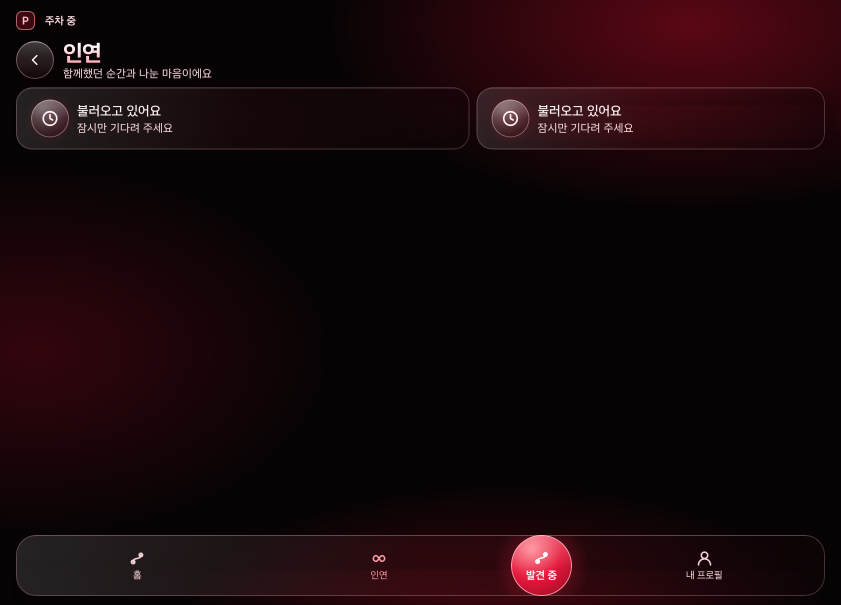 P 주차 중
인연
함께했던 순간과 나눈 마음이에요
불러오고 있어요
잠시만 기다려 주세요
불러오고 있어요
잠시만 기다려 주세요
홈
인연
발견 중
내 프로필